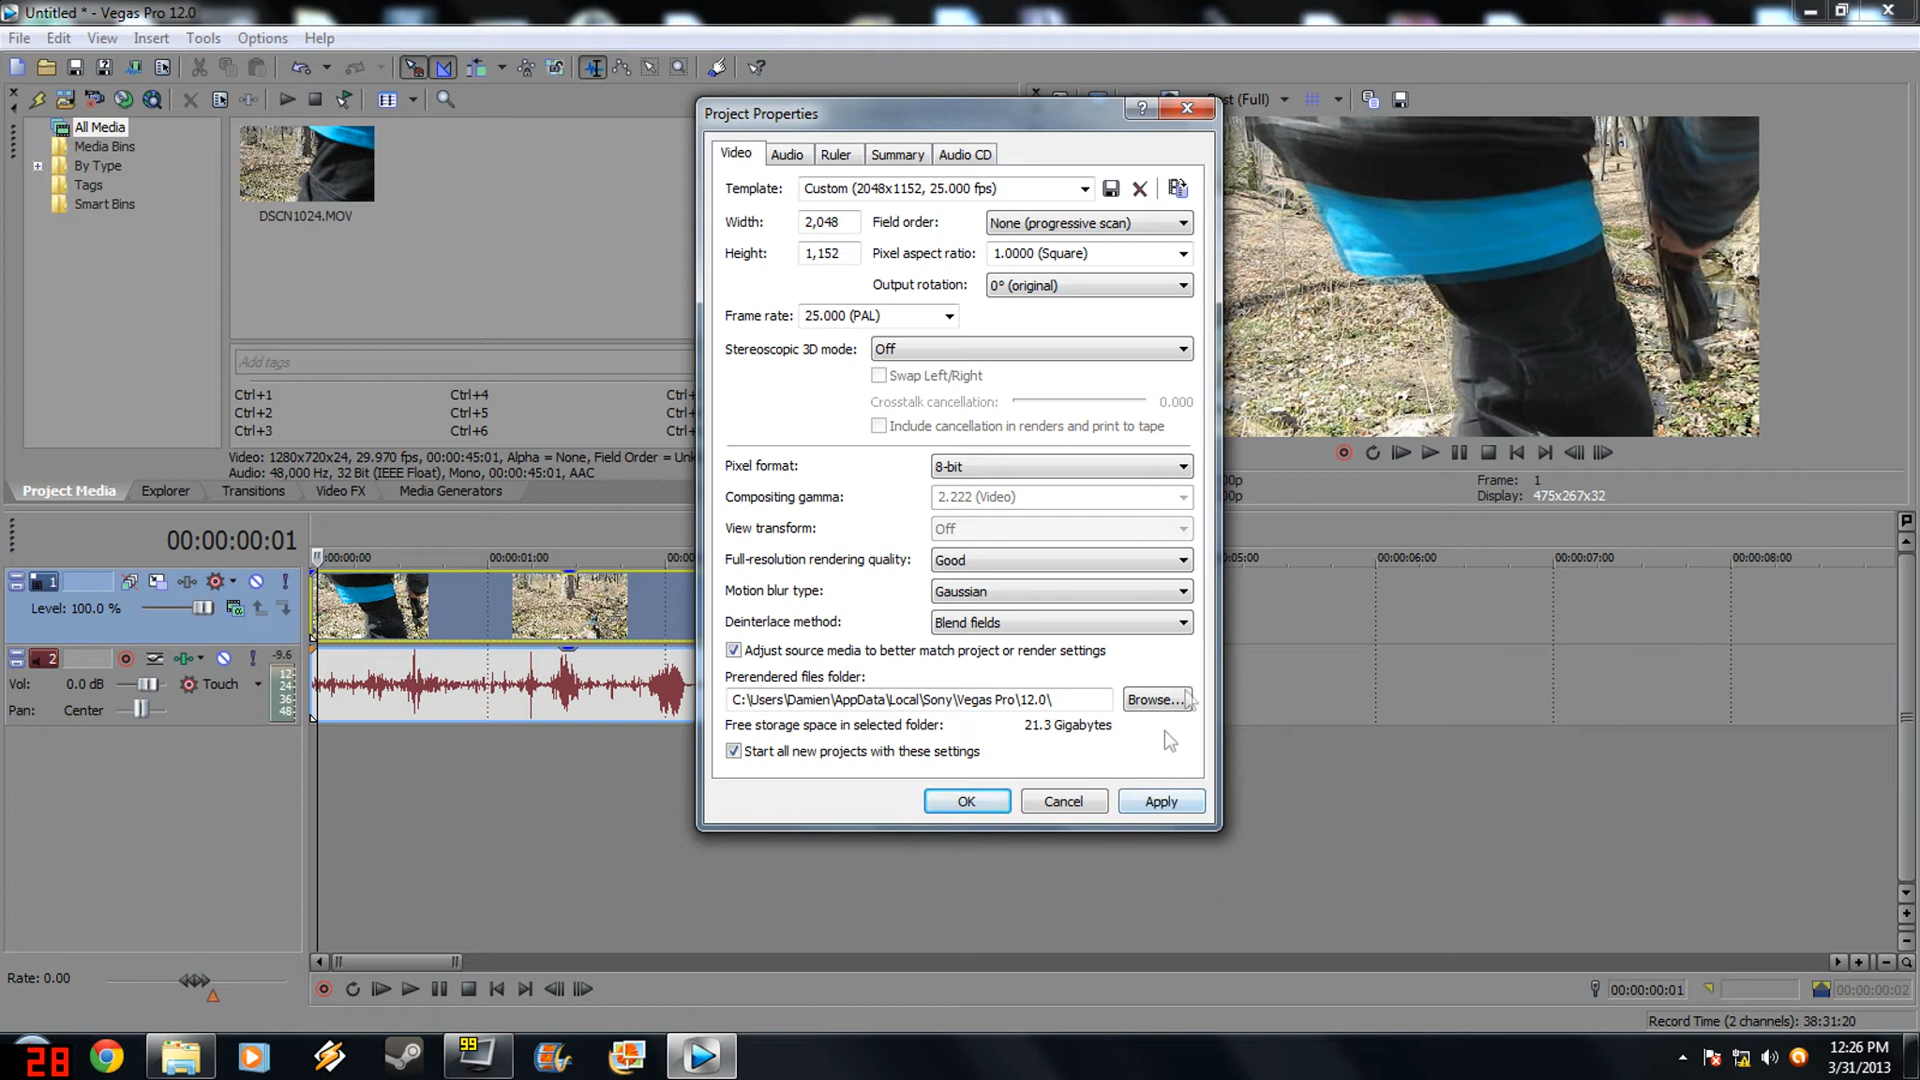 Untitled * - Vegas Pro 12.0
File Edit View Insert Tools Options Help
All Media
Media Bins
By Type
Tags
Smart Bins
DSCN1024.MOV
Add tags
Ctrl+1 Ctrl+4
Ctrl+2 Ctrl+5
Ctrl+3 Ctrl+6
Video: 1280x720x24, 29.970 fps, 00:00:45:01, Alpha = None, Field Order =
Audio: 48,000 Hz, 32 Bit (IEEE Float), Mono, 00:00:45:01, AAC
Project Media Explorer Transitions Video FX Media Generators
Project Properties
Video Audio Ruler Summary Audio CD
Template: Custom (2048x1152, 25.000 fps)
Width: 2,048 Field order: None (progressive scan)
Height: 1,152 Pixel aspect ratio: 1.0000 (Square)
Output rotation: 0° (original)
Frame rate: 25.000 (PAL)
Stereoscopic 3D mode: Off
Swap Left/Right
Crosstalk cancellation: 0.000
Include cancellation in renders and print to tape
Pixel format: 8-bit
Compositing gamma: 2.222 (Video)
View transform: Off
Full-resolution rendering quality: Good
Motion blur type: Gaussian
Deinterlace method: Blend fields
Adjust source media to better match project or render settings
Prerendered files folder:
C:\Users\Damien\AppData\Local\Sony\Vegas Pro\12.0\ Browse...
Free storage space in selected folder: 21.3 Gigabytes
Start all new projects with these settings
OK Cancel Apply
(Full)
Frame: 1
Display: 475x267x32
00:00:00:01
:00:00:00 00:00:01:00 00:00:06:00 00:00:07:00 00:00:08:00
1
Level: 100.0 %
2 -9.6
Vol: 0.0 dB Touch
Pan: Center
12
24
36
48
Rate: 0.00
00:00:00:01 00:00:00:02
Record Time (2 channels): 38:31:20
28
99
12:26 PM
3/31/2013